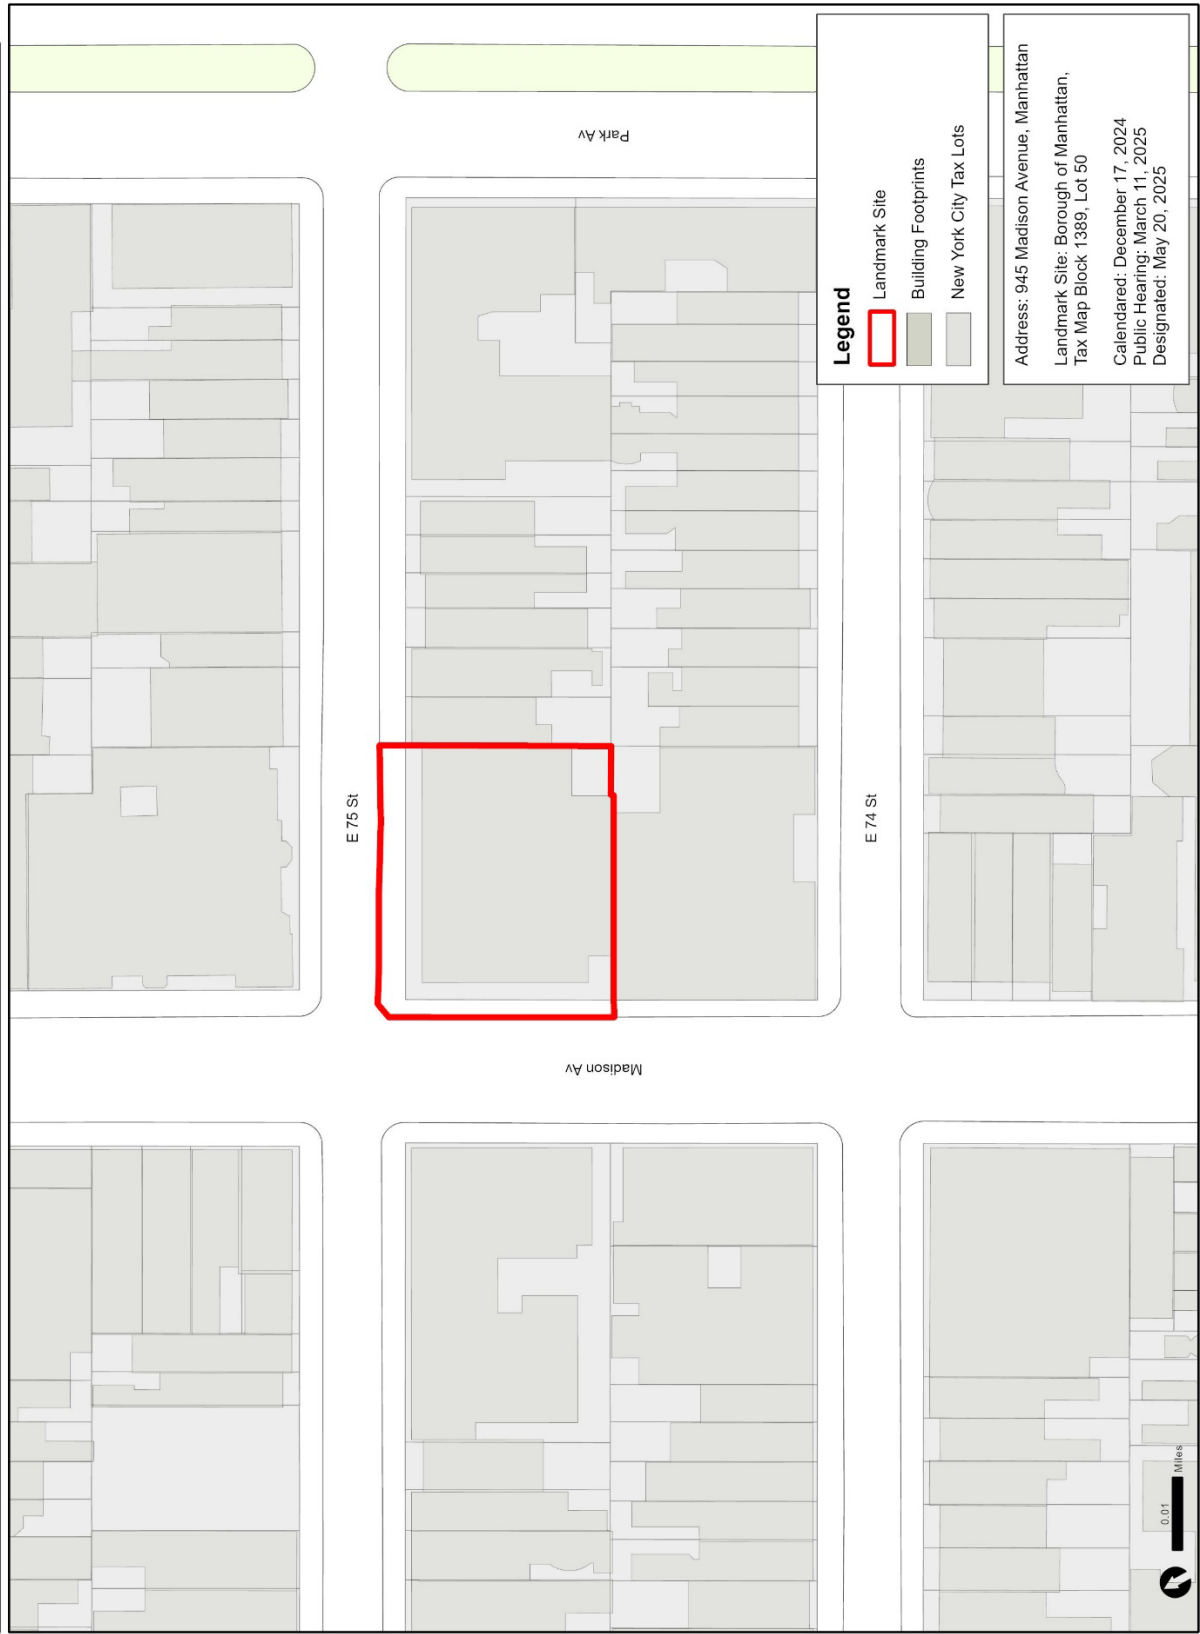 Park Av
E 75 St
E 74 St
Madison Av
Legend
Landmark Site
Building Footprints
New York City Tax Lots
Address: 945 Madison Avenue, Manhattan
Landmark Site: Borough of Manhattan,
Tax Map Block 1389, Lot 50
Calendared: December 17, 2024
Public Hearing: March 11, 2025
Designated: May 20, 2025
0.01
Miles